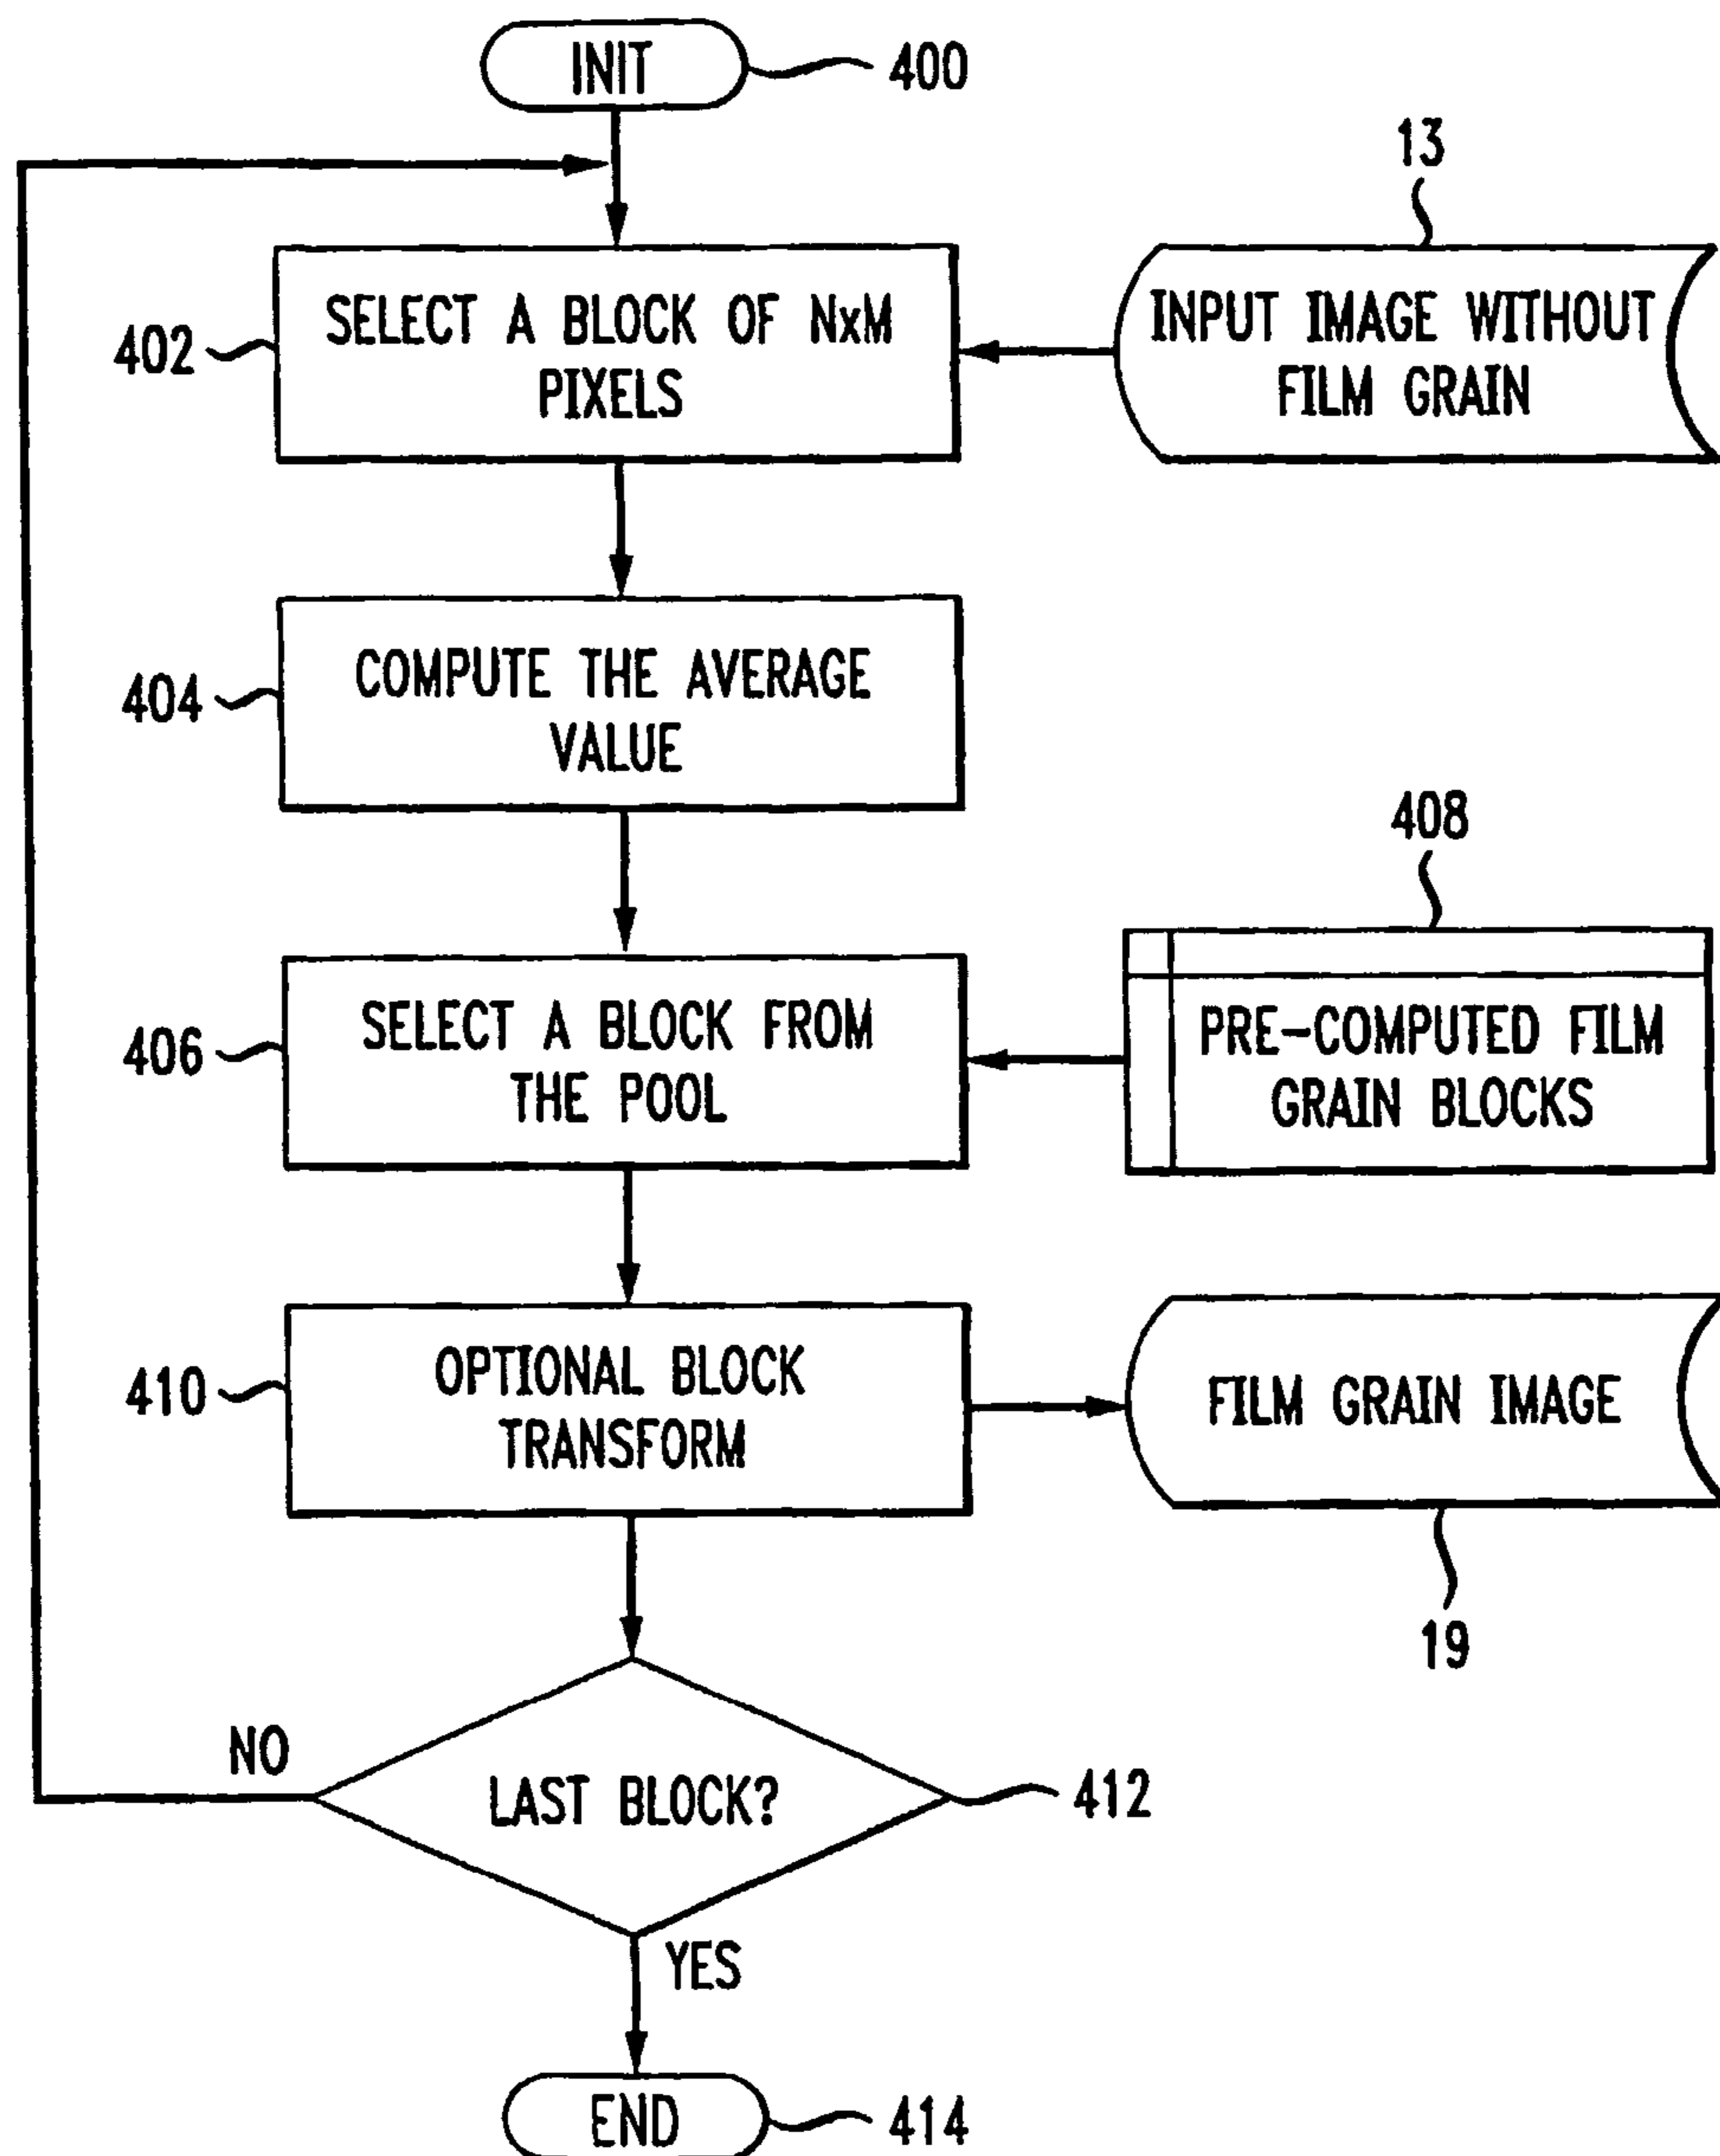 INIT
400
13
402
SELECT A BLOCK OF NxM
PIXELS
INPUT IMAGE WITHOUT
FILM GRAIN
404
COMPUTE THE AVERAGE
VALUE
408
406
SELECT A BLOCK FROM
THE POOL
PRE-COMPUTED FILM
GRAIN BLOCKS
410
OPTIONAL BLOCK
TRANSFORM
FILM GRAIN IMAGE
19
NO
LAST BLOCK?
412
YES
END
414